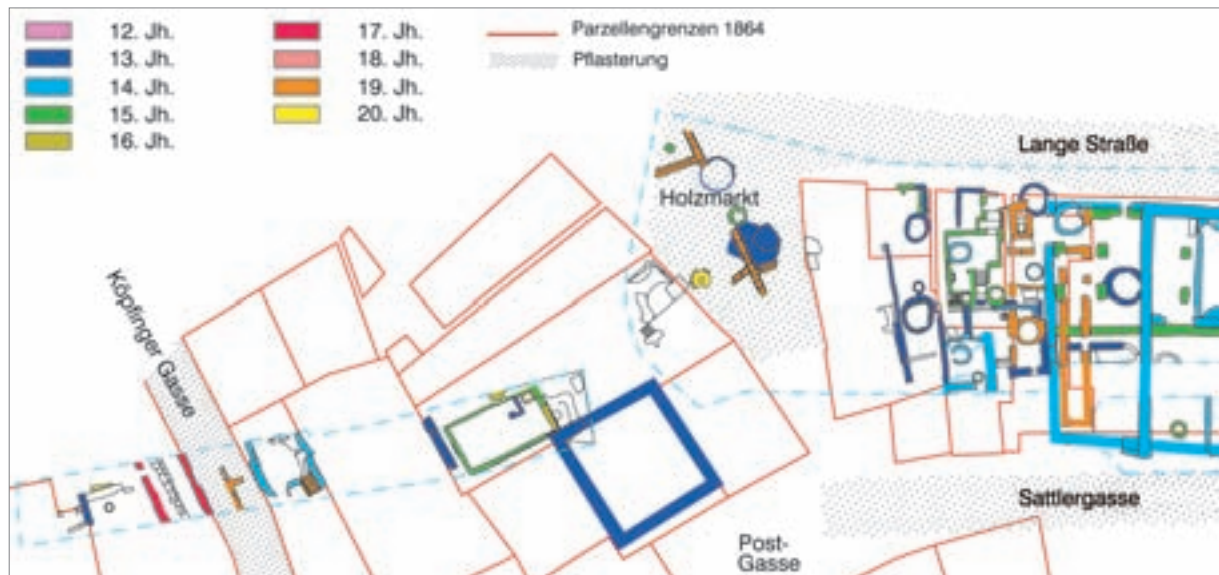 12. Jh.
13. Jh.
14. Jh.
15. Jh.
16. Jh.
17. Jh.
18. Jh.
19. Jh.
20. Jh.
Parzellengrenzen 1864
Pflasterung
Lange Straße
Holzmarkt
Köpfinger Gasse
Sattlergasse
Post-
Gasse